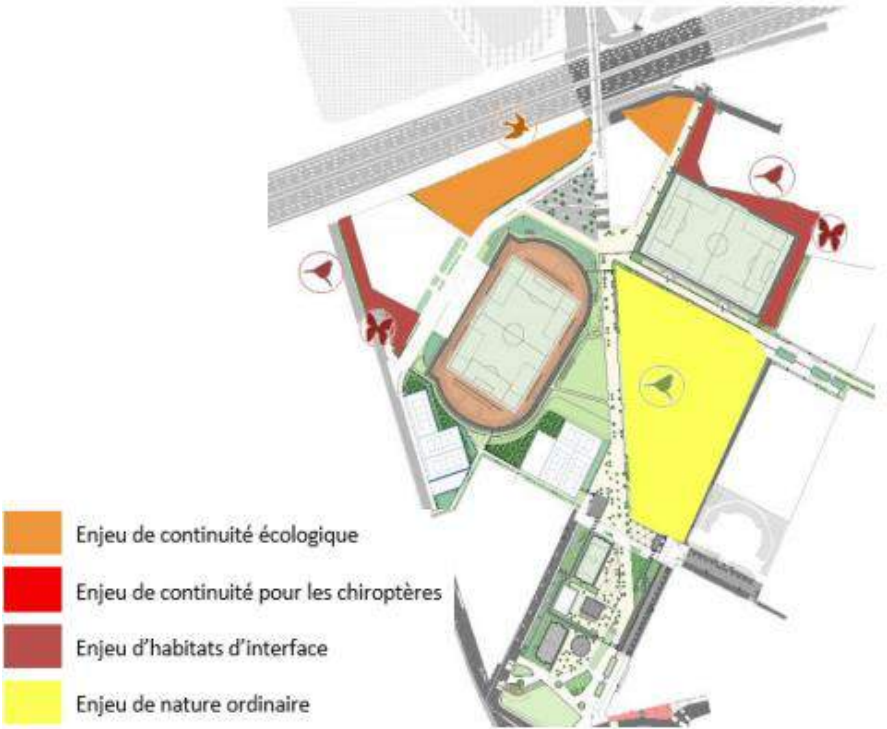 Enjeu de continuité écologique
Enjeu de continuité pour les chiroptères
Enjeu d'habitats d'interface
Enjeu de nature ordinaire